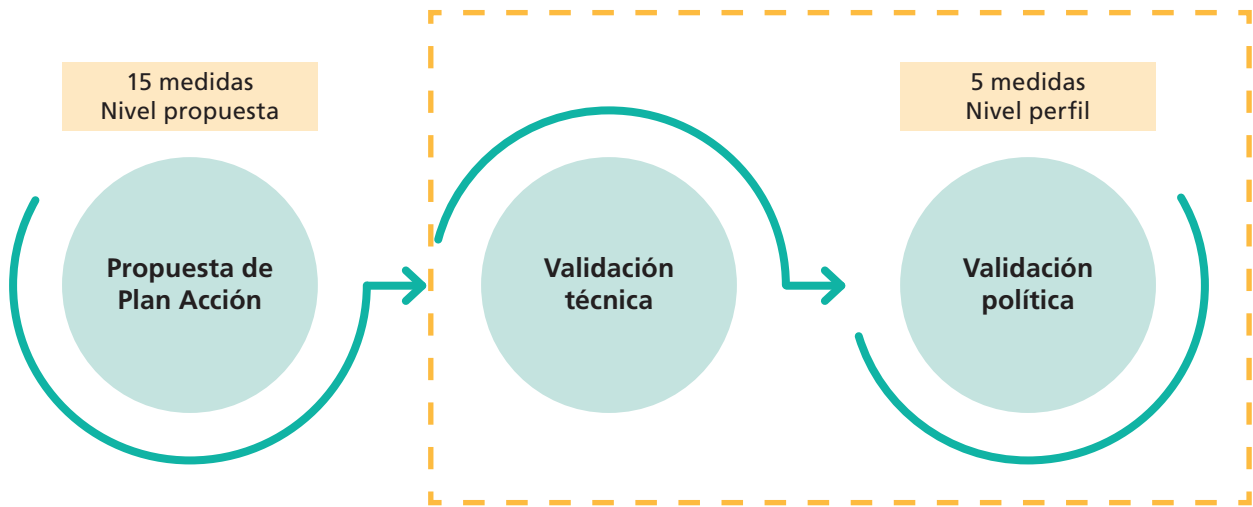 15 medidas
Nivel propuesta
Propuesta de
Plan Acción
Validación
técnica
5 medidas
Nivel perfil
Validación
política